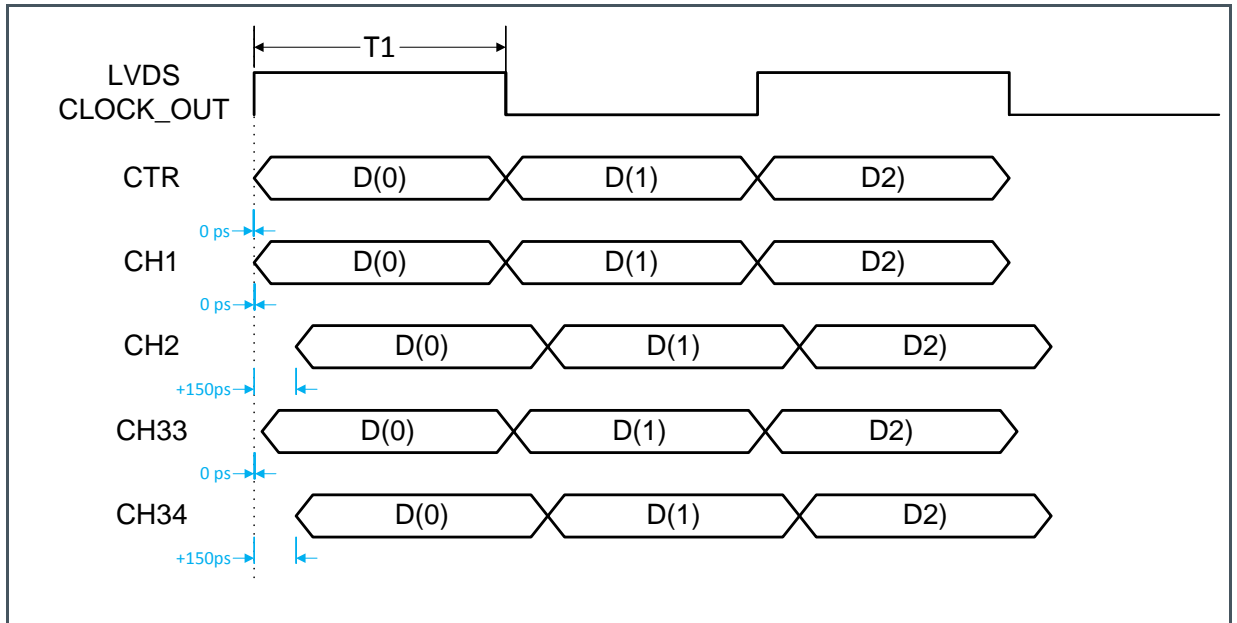 T1
LVDS
CLOCK_OUT
CTR D(0) D(1) D2)
0 ps
CH1 D(0) D(1) D2)
0 ps
CH2 D(0) D(1) D2)
+150ps
CH33 D(0) D(1) D2)
0 ps
CH34 D(0) D(1) D2)
+150ps